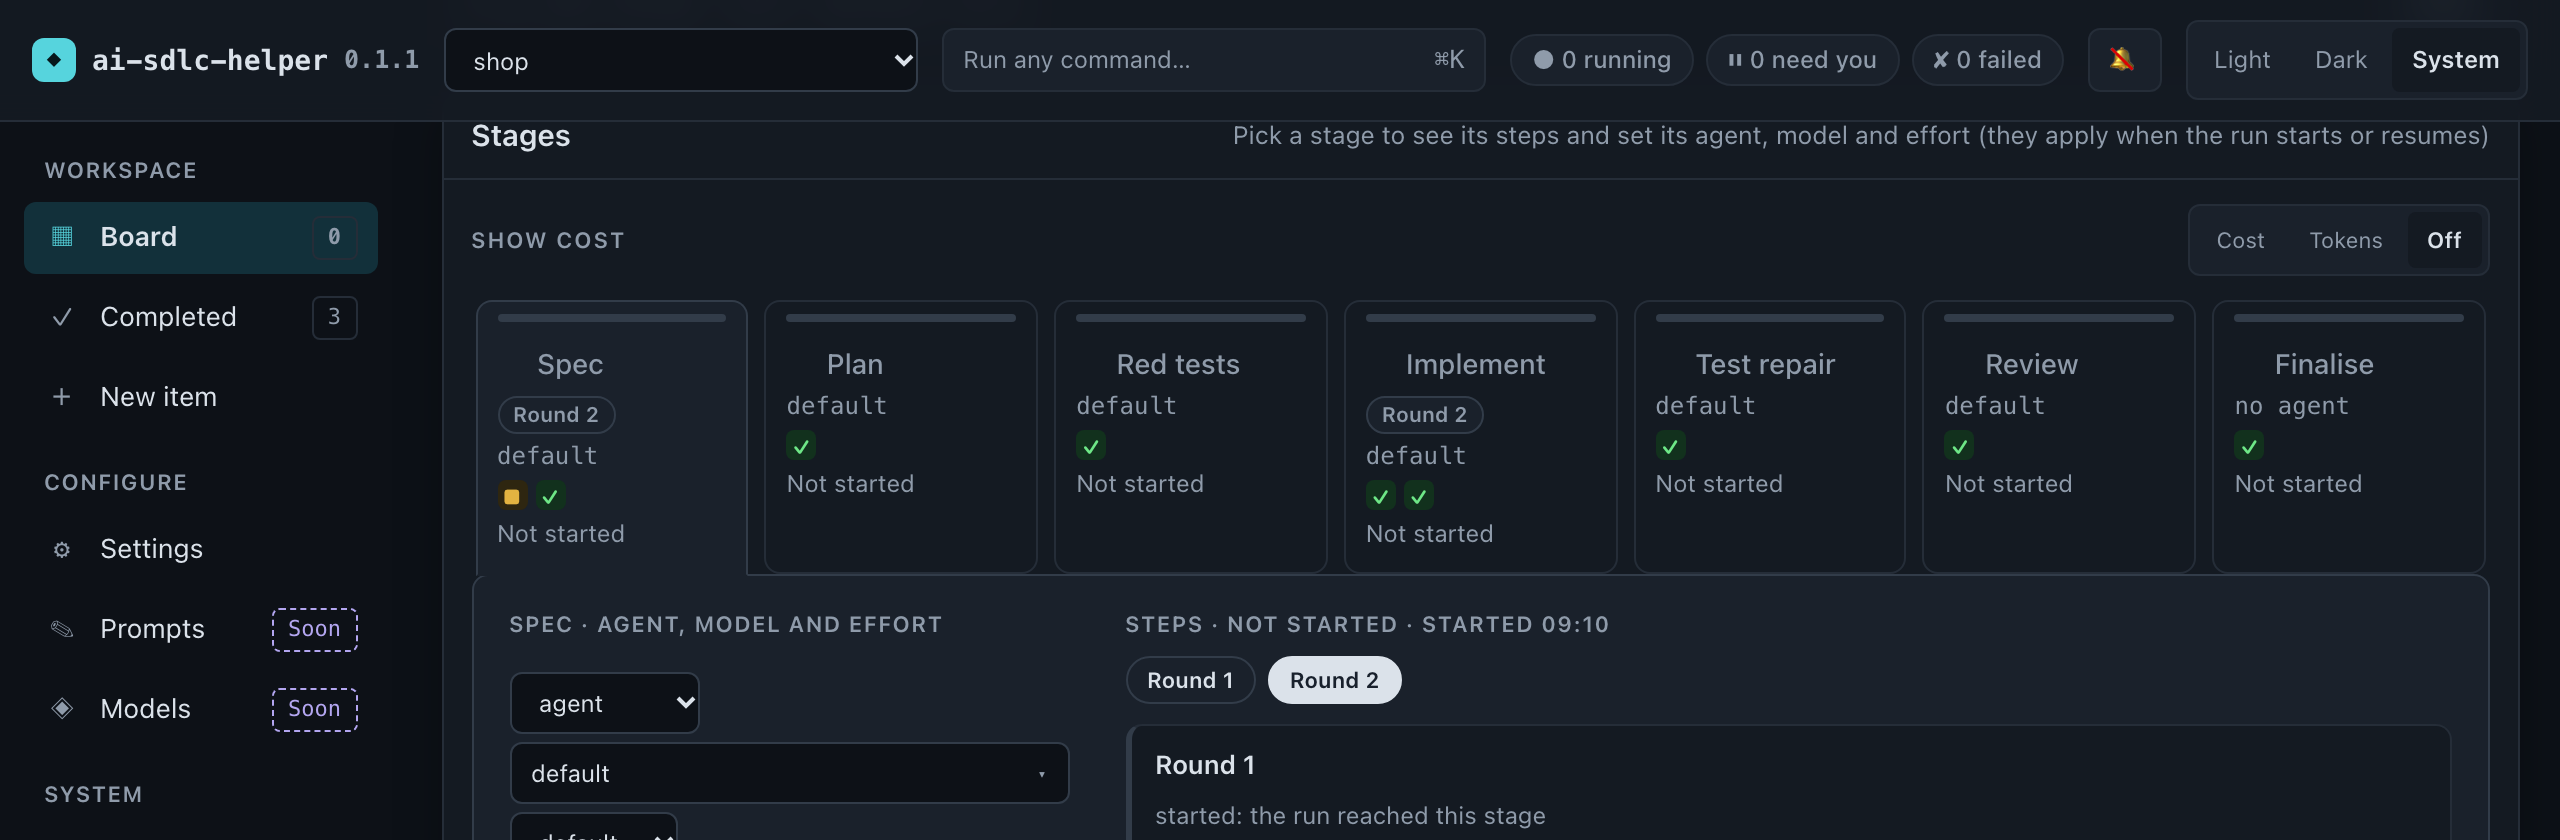 ai-sdlc-helper 0.1.1
shop
Run any command... ⌘K
0 running
0 need you
✘ 0 failed
Light Dark System
WORKSPACE
Board 0
Completed 3
New item
CONFIGURE
Settings
Prompts Soon
Models Soon
SYSTEM
Stages
Pick a stage to see its steps and set its agent, model and effort (they apply when the run starts or resumes)
SHOW COST
Cost Tokens Off
Spec
Round 2
default
Not started
Plan
default
Not started
Red tests
default
Not started
Implement
Round 2
default
Not started
Test repair
default
Not started
Review
default
Not started
Finalise
no agent
Not started
SPEC · AGENT, MODEL AND EFFORT
agent
default
default
STEPS · NOT STARTED · STARTED 09:10
Round 1 Round 2
Round 1
started: the run reached this stage